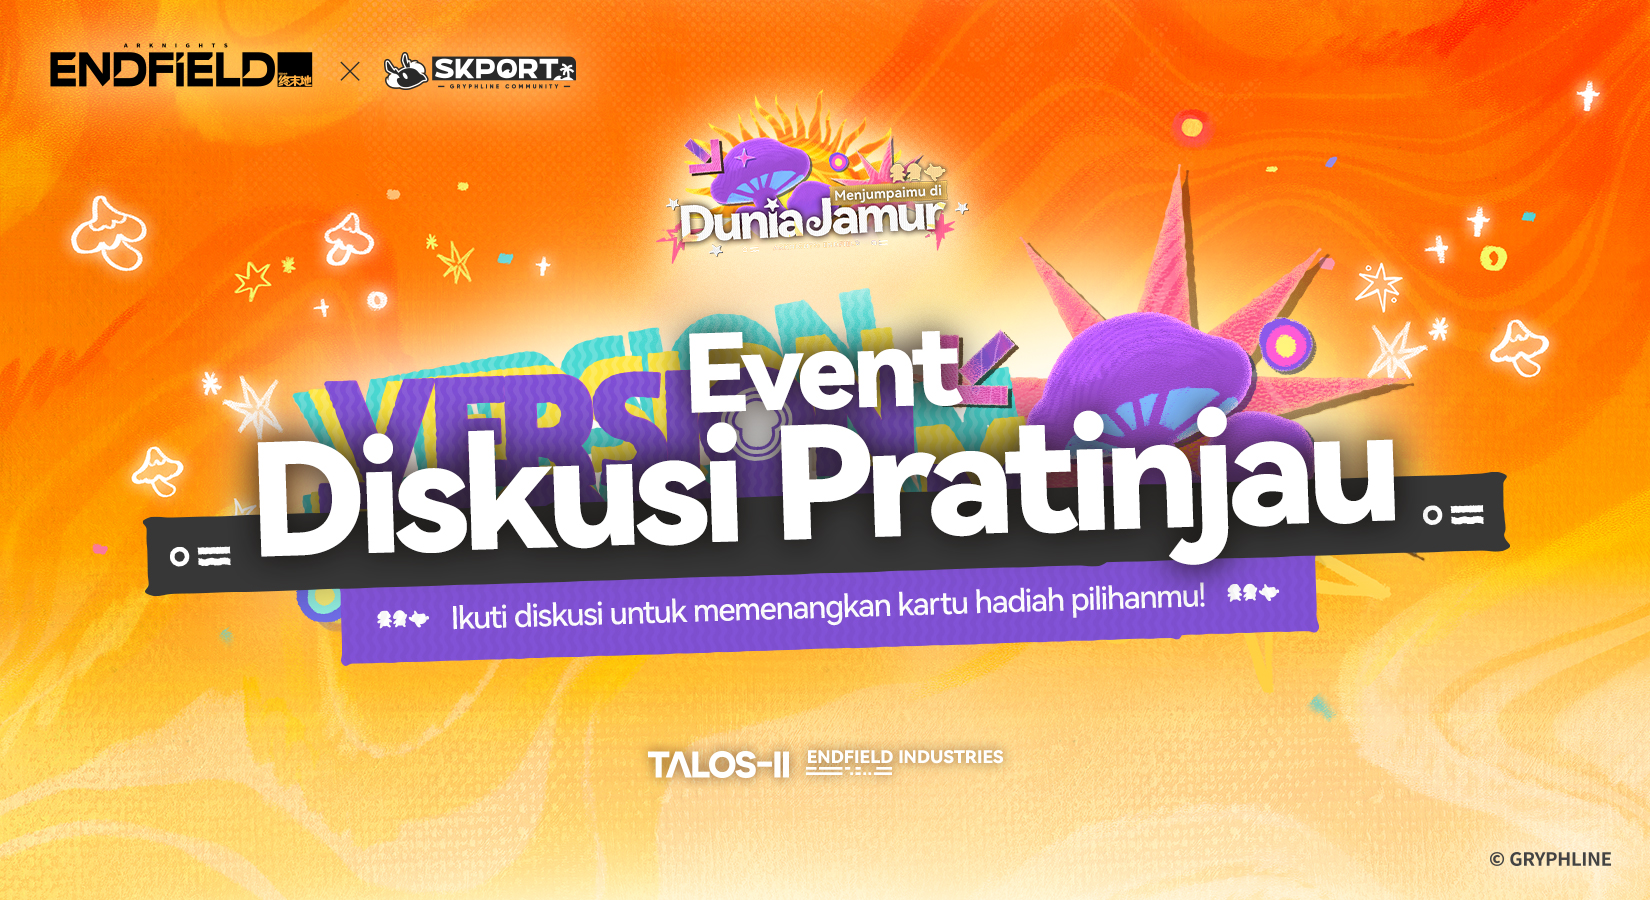 ARKNIGHTS
ENDFIELD 终末地
SKPORT
GRYPHLINE COMMUNITY
Menjumpaimu di
Dunia Jamur
VERSION
Event
Diskusi Pratinjau
Ikuti diskusi untuk memenangkan kartu hadiah pilihanmu!
TALOS-II ENDFIELD INDUSTRIES
© GRYPHLINE